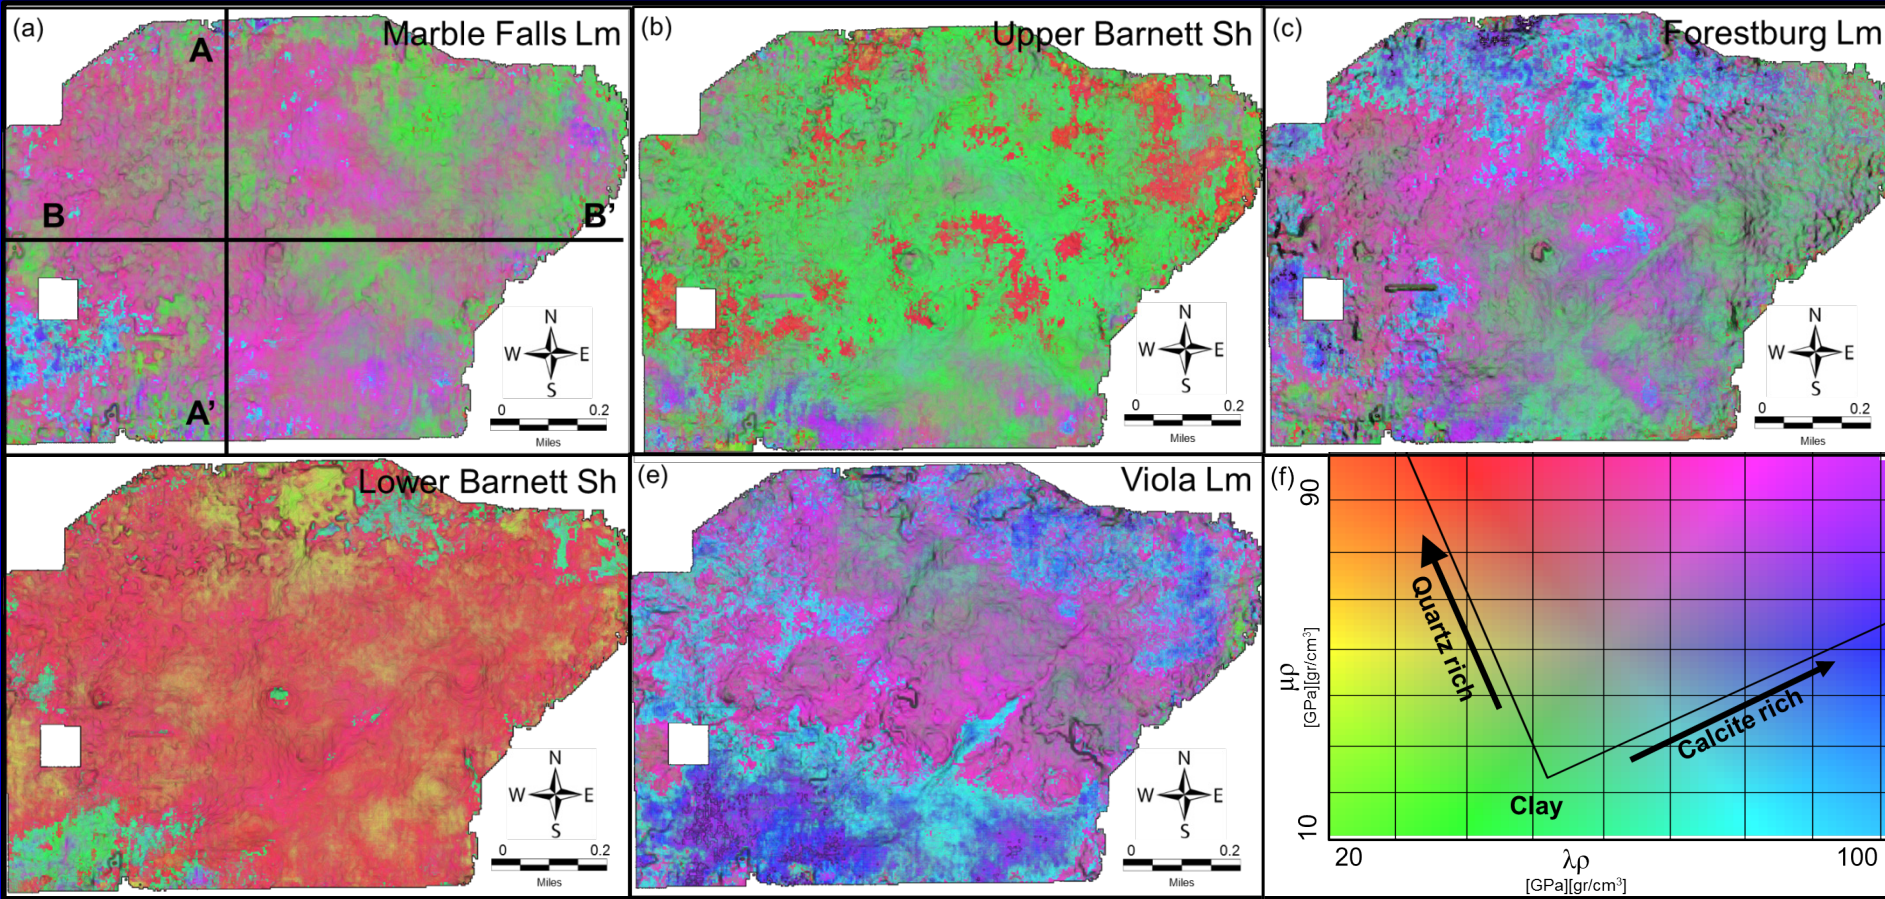 (a)
Marble Falls Lm
A
B
B'
A'
N
W
E
S
0
0.2
Miles
(b)
Upper Barnett Sh
N
W
E
S
0
0.2
Miles
(c)
Forestburg Lm
N
W
E
S
0
0.2
Miles
Lower Barnett Sh
N
W
E
S
0
0.2
Miles
(e)
Viola Lm
N
W
E
S
0
0.2
Miles
(f)
90
μρ
[GPa][gr/cm³]
10
Quartz rich
Calcite rich
Clay
20
λρ
100
[GPa][gr/cm³]